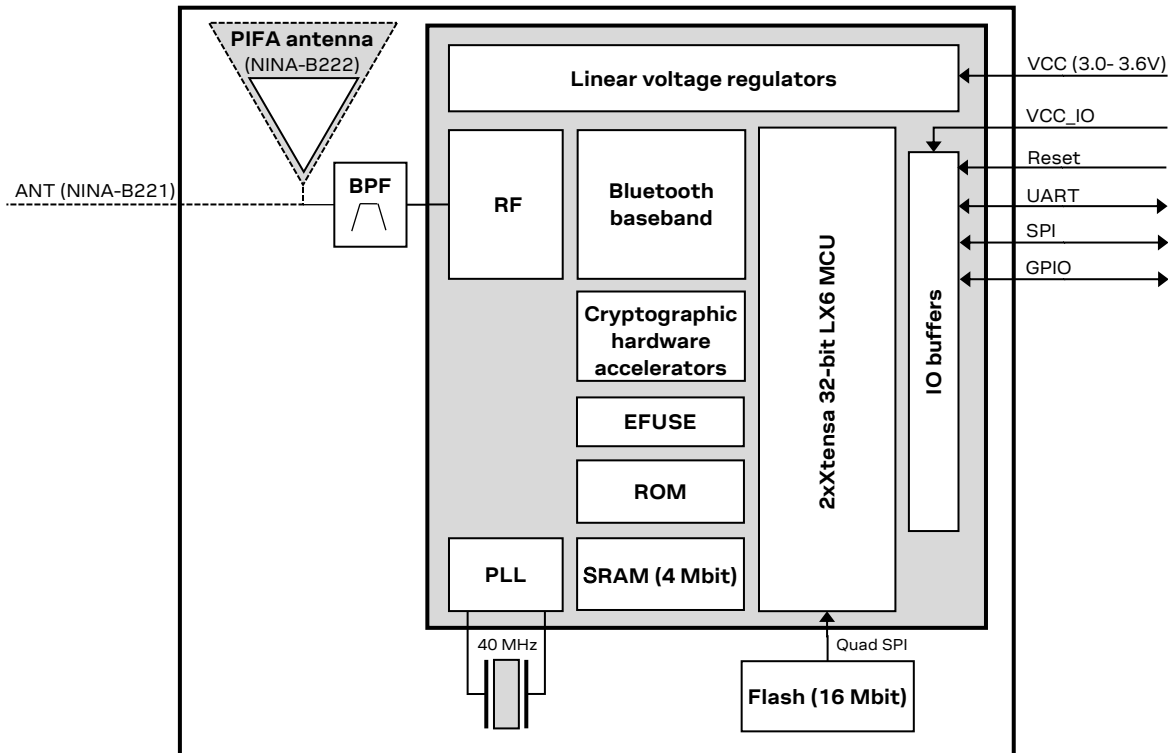 PIFA antenna
(NINA-B222)
Linear voltage regulators
VCC (3.0- 3.6V)
VCC_IO
Reset
UART
SPI
GPIO
ANT (NINA-B221)
BPF
RF
Bluetooth
baseband
2xXtensa 32-bit LX6 MCU
IO buffers
Cryptographic
hardware
accelerators
EFUSE
ROM
PLL
SRAM (4 Mbit)
40 MHz
Quad SPI
Flash (16 Mbit)